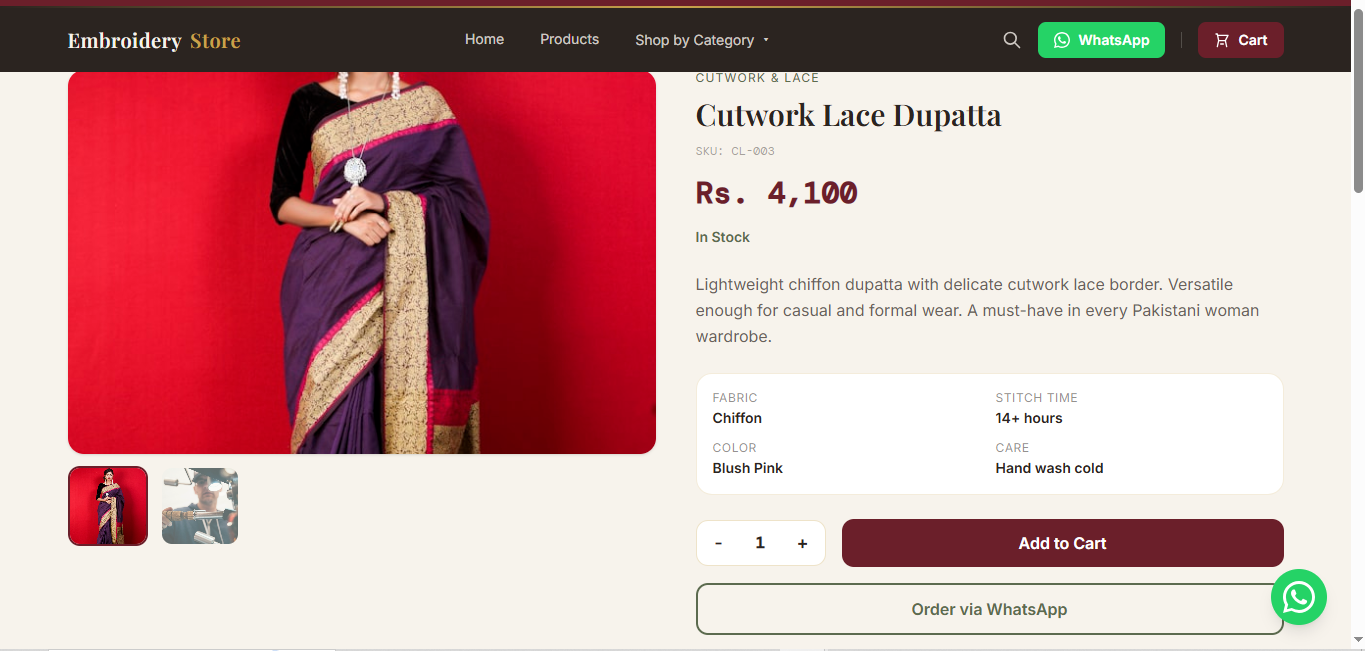 Embroidery Store
Home
Products
Shop by Category
WhatsApp
Cart
CUTWORK & LACE
Cutwork Lace Dupatta
SKU: CL-003
Rs. 4,100
In Stock
Lightweight chiffon dupatta with delicate cutwork lace border. Versatile
enough for casual and formal wear. A must-have in every Pakistani woman
wardrobe.
FABRIC
Chiffon
STITCH TIME
14+ hours
COLOR
Blush Pink
CARE
Hand wash cold
- 1 +
Add to Cart
Order via WhatsApp